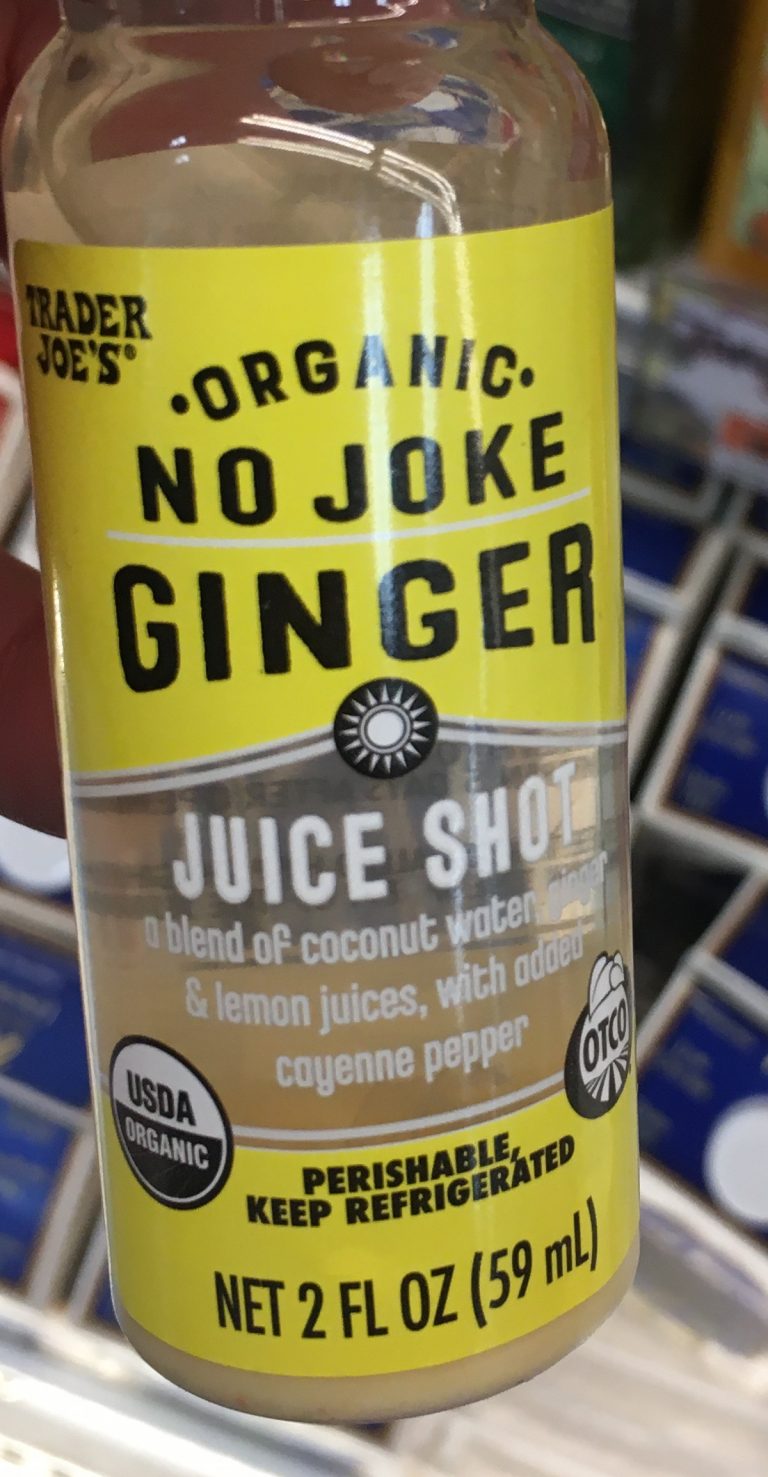 TRADER
JOE'S®
·ORGANIC·
NO JOKE
GINGER
JUICE SHOT
a blend of coconut water, ginger
& lemon juices, with added
cayenne pepper
OTCO
USDA
ORGANIC
PERISHABLE,
KEEP REFRIGERATED
NET 2 FL OZ (59 mL)